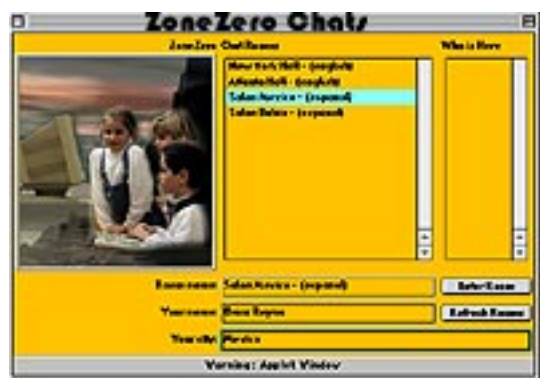 ZoneZero Chats
ZoneZero Chat Rooms
Who is Here
New York Hall - (english)
Atlanta Hall - (english)
Salon Mexico - (espanol)
Salon - (espanol)
Room name: Salon Mexico - (espanol)
Enter Room
Your name:
Refresh Rooms
Your city: Mexico
Warning: Applet Window